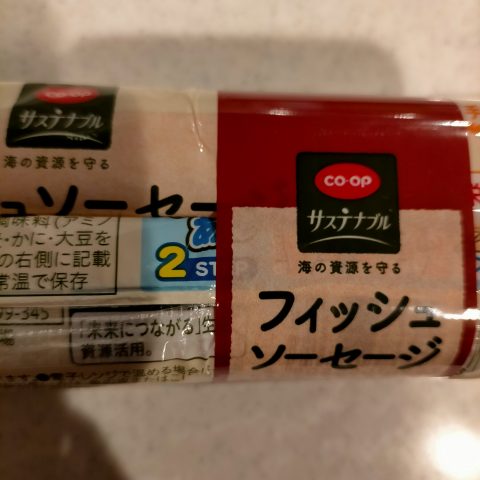 CO・OP
サステナブル
海の資源を守る
ュソーセー
調味料(アミノ
・かに・大豆を
の右側に記載
常温で保存
2 ST
99-345
「未来につながる」生
資源活用。
CO・OP
サステナブル
海の資源を守る
フィッシュ
ソーセージ